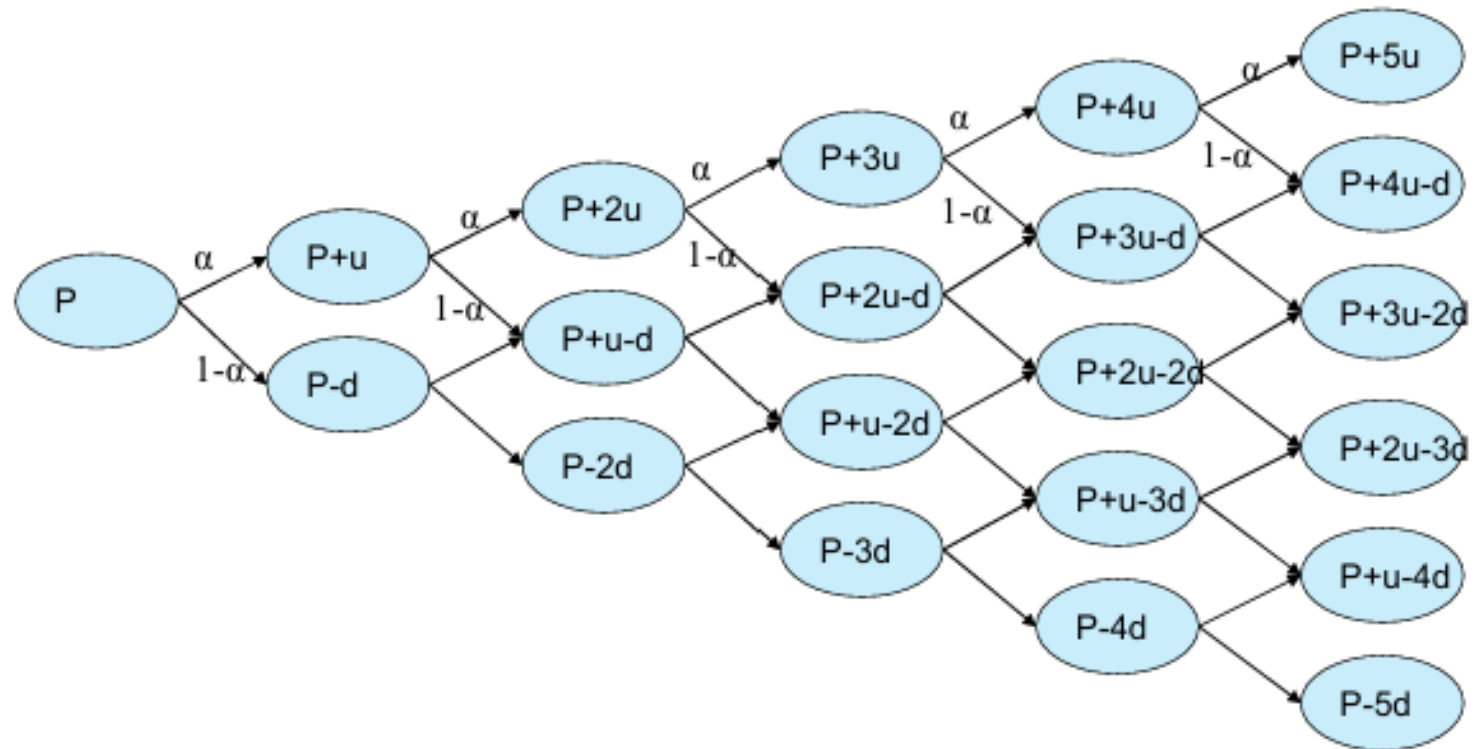 P
α
1-α
P+u
P-d
α
1-α
P+2u
P+u-d
P-2d
α
1-α
P+3u
P+2u-d
P+u-2d
P-3d
α
1-α
P+4u
P+3u-d
P+2u-2d
P+u-3d
P-4d
α
1-α
P+5u
P+4u-d
P+3u-2d
P+2u-3d
P+u-4d
P-5d